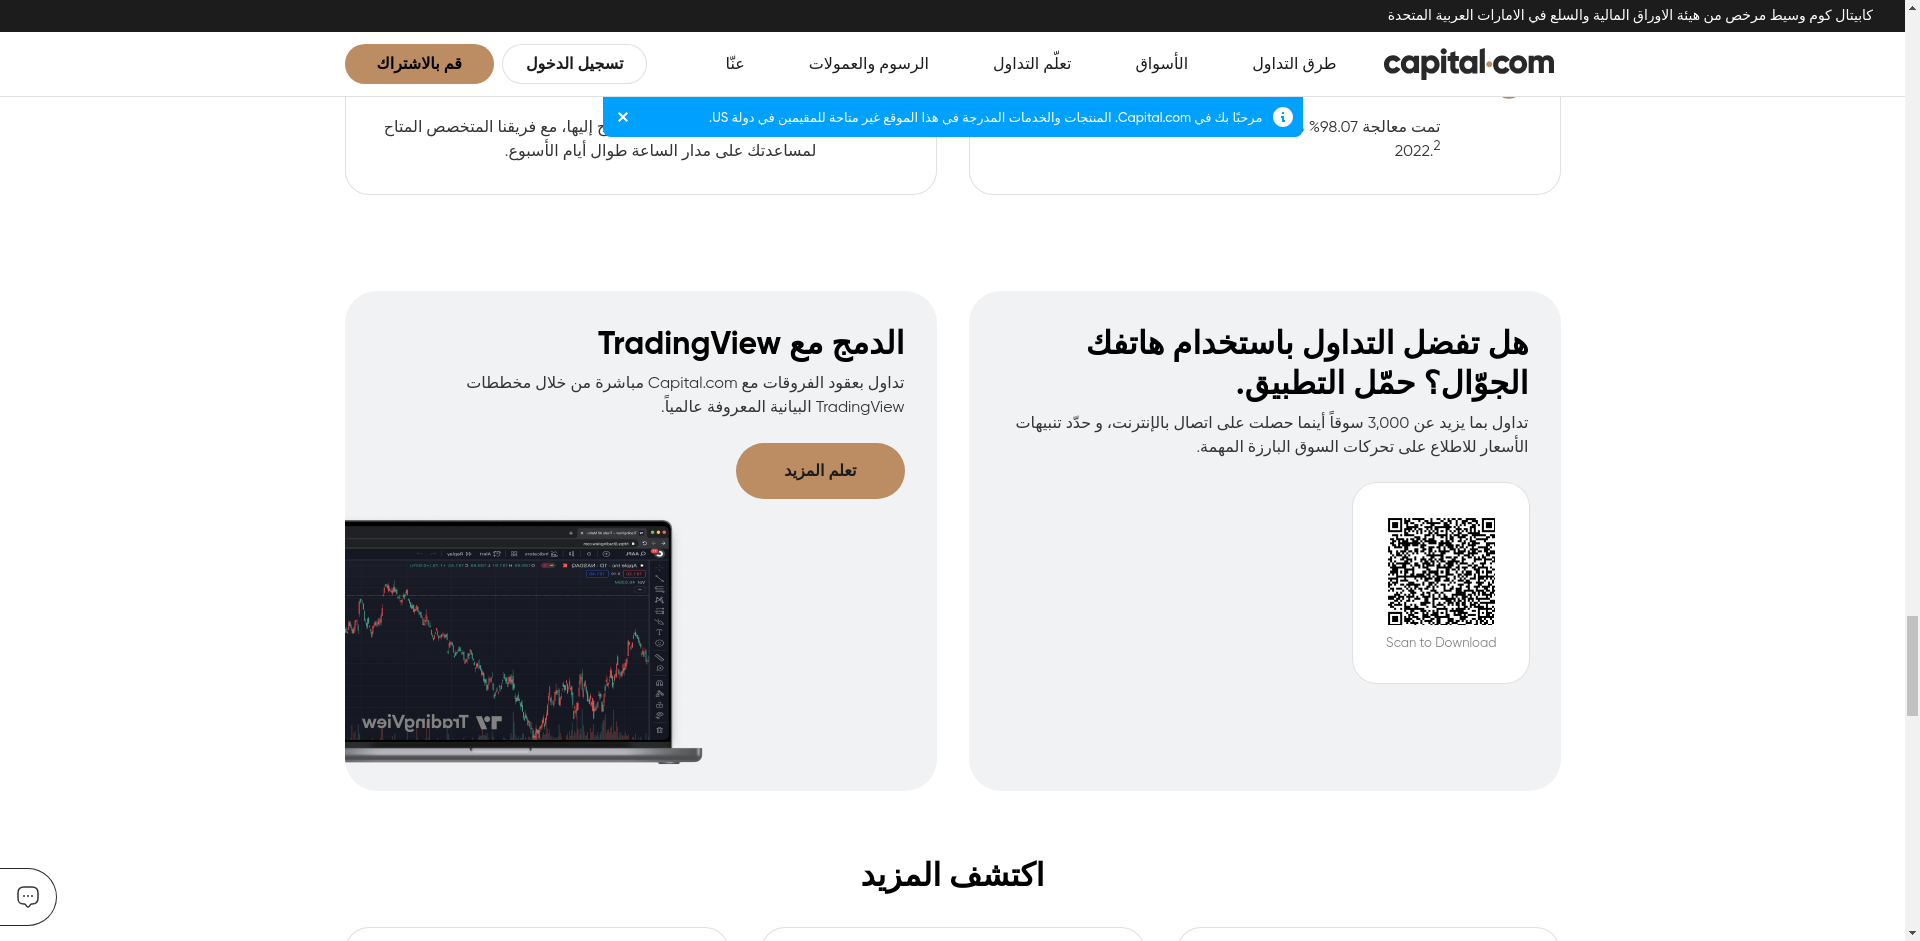 كابيتال كوم وسيط مرخص من هيئة الاوراق المالية والسلع في الامارات العربية المتحدة
capital.com
طرق التداول
الأسواق
تعلّم التداول
الرسوم والعمولات
عنّا
تسجيل الدخول
قم بالاشتراك
مرحبًا بك في Capital.com. المنتجات والخدمات المدرجة في هذا الموقع غير متاحة للمقيمين في دولة US.
تمت معالجة 98.07%
2022.2
إليها، مع فريقنا المتخصص المتاح
لمساعدتك على مدار الساعة طوال أيام الأسبوع.
هل تفضل التداول باستخدام هاتفك
الجوّال؟ حمّل التطبيق.
تداول بما يزيد عن 3,000 سوقاً أينما حصلت على اتصال بالإنترنت، و حدّد تنبيهات
الأسعار للاطلاع على تحركات السوق البارزة المهمة.
Scan to Download
الدمج مع TradingView
تداول بعقود الفروقات مع Capital.com مباشرة من خلال مخططات
TradingView البيانية المعروفة عالمياً.
تعلم المزيد
TradingView
اكتشف المزيد